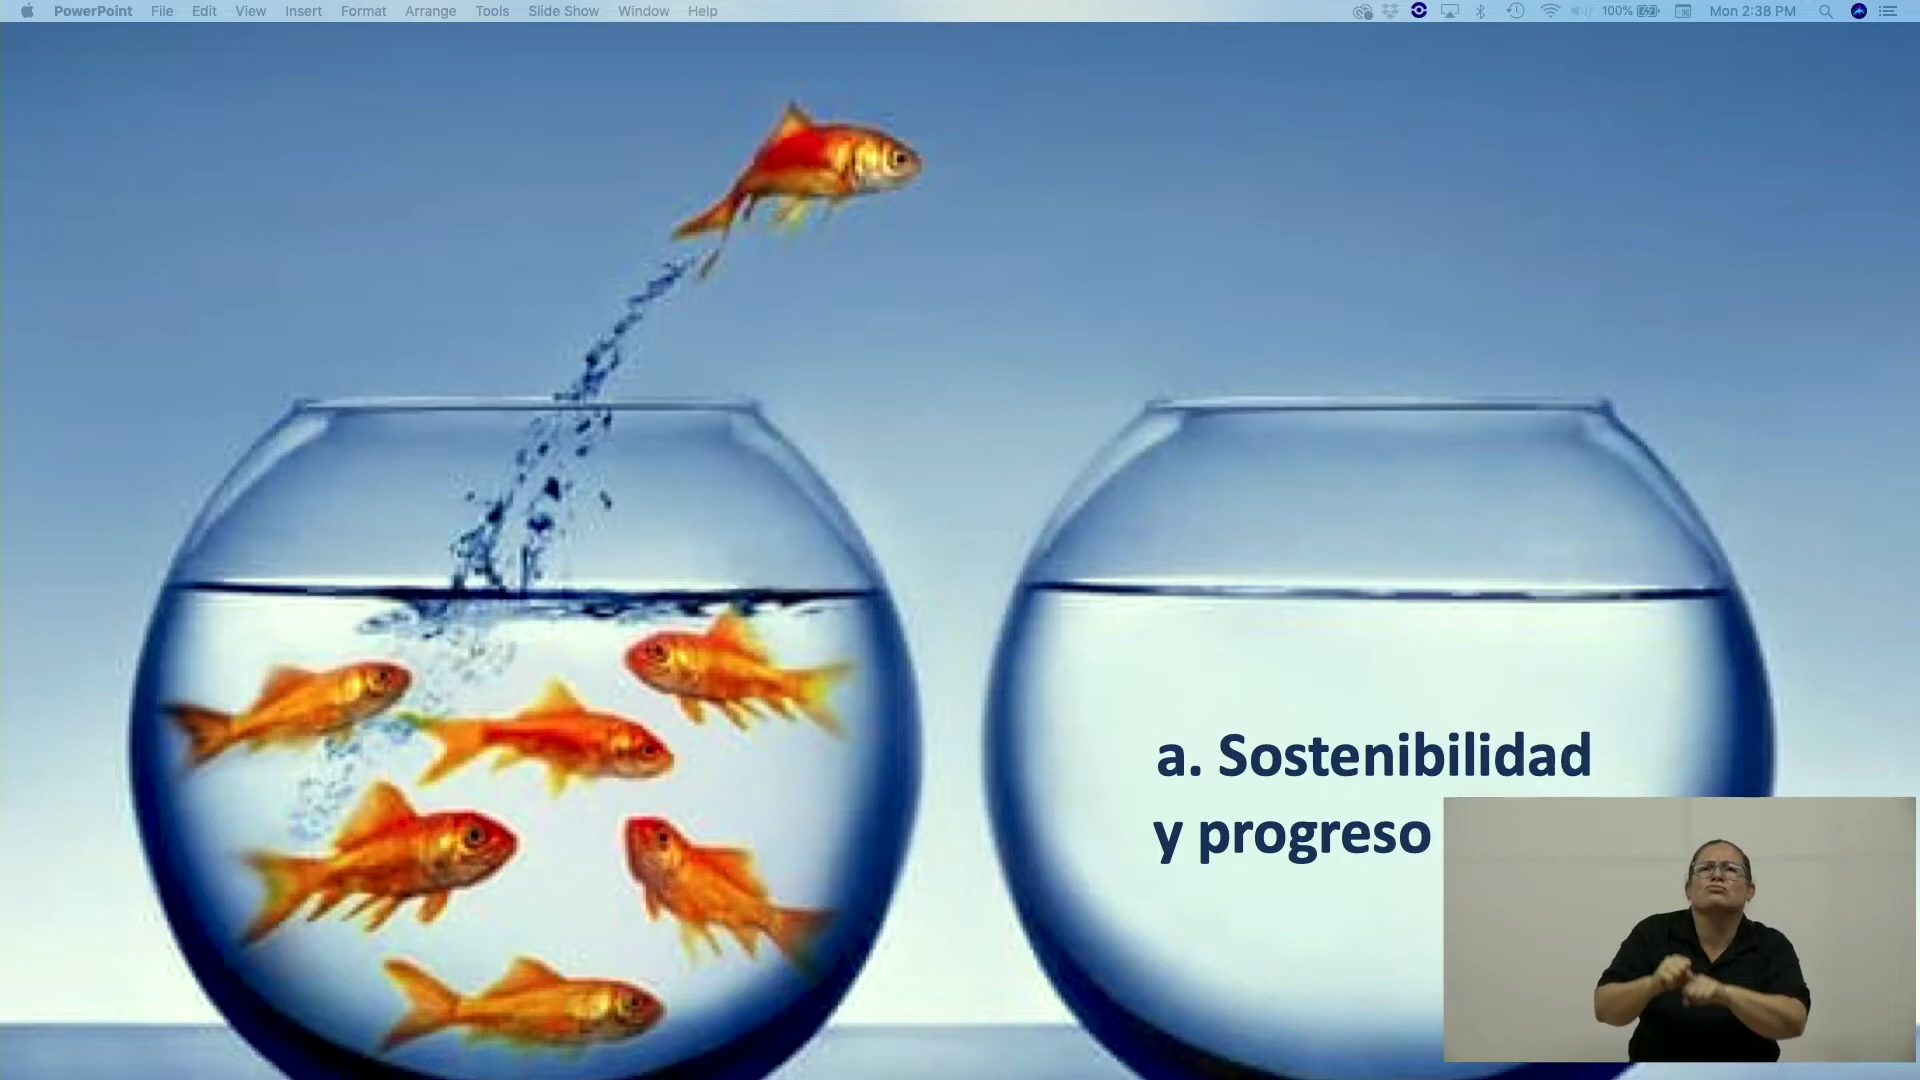 PowerPoint File Edit View Insert Format Arrange Tools Slide Show Window Help 100% Mon 2:38 PM
a. Sostenibilidad
y progreso